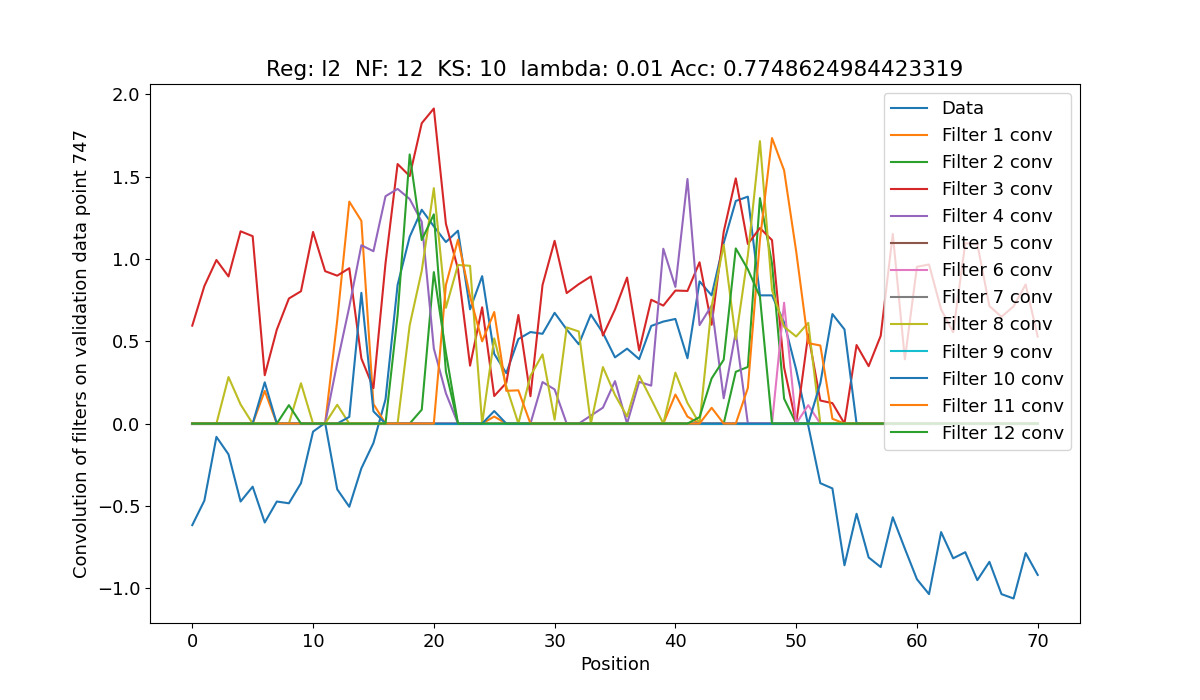 Reg: l2 NF: 12 KS: 10 lambda: 0.01 Acc: 0.7748624984423319
Convolution of filters on validation data point 747
2.0
1.5
1.0
0.5
0.0
−0.5
−1.0
Data
Filter 1 conv
Filter 2 conv
Filter 3 conv
Filter 4 conv
Filter 5 conv
Filter 6 conv
Filter 7 conv
Filter 8 conv
Filter 9 conv
Filter 10 conv
Filter 11 conv
Filter 12 conv
0 10 20 30 40 50 60 70
Position